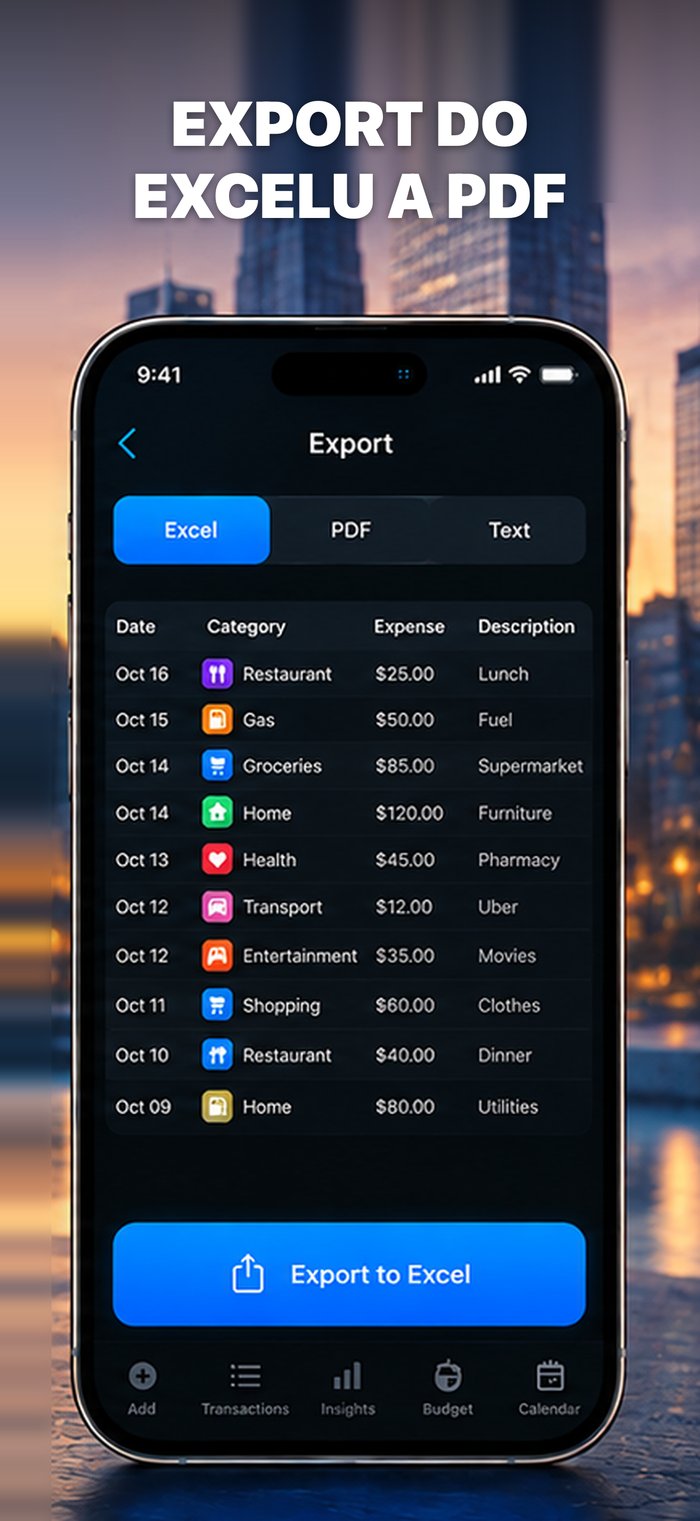 EXPORT DO
EXCELU A PDF
9:41
Export
Excel PDF Text
Date Category Expense Description
Oct 16 Restaurant $25.00 Lunch
Oct 15 Gas $50.00 Fuel
Oct 14 Groceries $85.00 Supermarket
Oct 14 Home $120.00 Furniture
Oct 13 Health $45.00 Pharmacy
Oct 12 Transport $12.00 Uber
Oct 12 Entertainment $35.00 Movies
Oct 11 Shopping $60.00 Clothes
Oct 10 Restaurant $40.00 Dinner
Oct 09 Home $80.00 Utilities
Export to Excel
Add Transactions Insights Budget Calendar